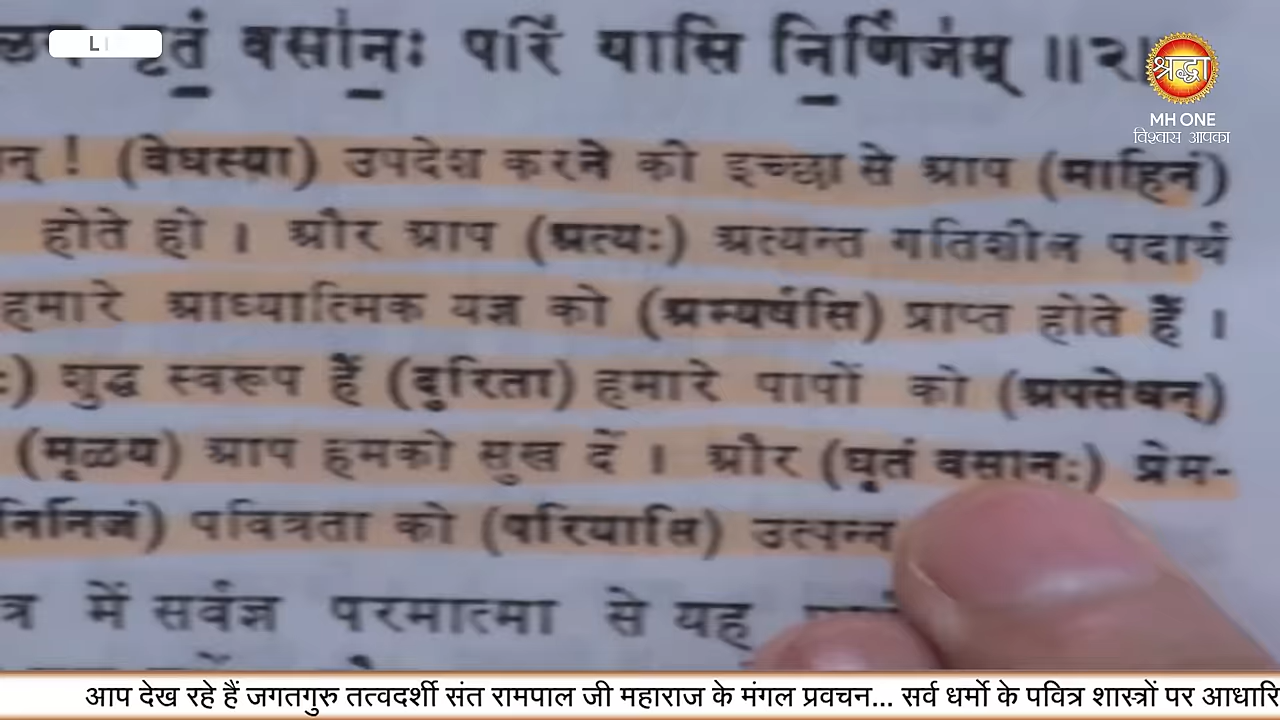 वसा॑नः॒ परि॑ यासि नि॒र्णिज॑म् ॥२॥
श्रद्धा
MH ONE
विश्वास आपका
! (वेधस्या) उपदेश करने की इच्छा से आप (माहिनं)
होते हो । और आप (अत्यः) अत्यन्त गतिशील पदार्थ
हमारे आध्यात्मिक यज्ञ को (अभ्यर्षसि) प्राप्त होते हैं ।
शुद्ध स्वरूप हैं (दुरिता) हमारे पापों को (अपसेधन्)
(मृळय) आप हमको सुख दें । और (घृतं वसानः) प्रेम-
पवित्रता को (परियासि) उत्पन्न
में सर्वज्ञ परमात्मा से यह
आप देख रहे हैं जगतगुरु तत्वदर्शी संत रामपाल जी महाराज के मंगल प्रवचन... सर्व धर्मो के पवित्र शास्त्रों पर आधारि